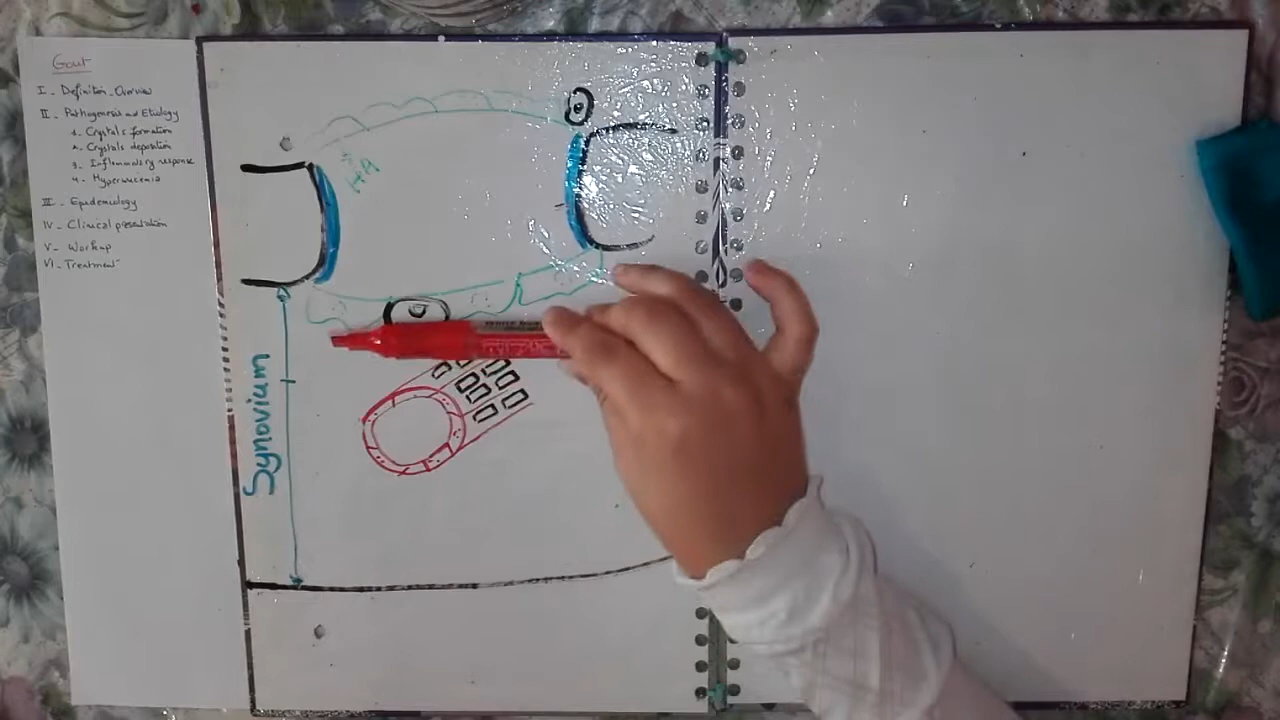 Gout
I - Definition - Overview
II - Pathogenesis and Etiology
1. Crystals formation
2. Crystals deposition
3. Inflammatory response
4. Hyperuricemia
III - Epidemiology
IV - Clinical presentation
V - Workup
VI - Treatment
HA
Synovium